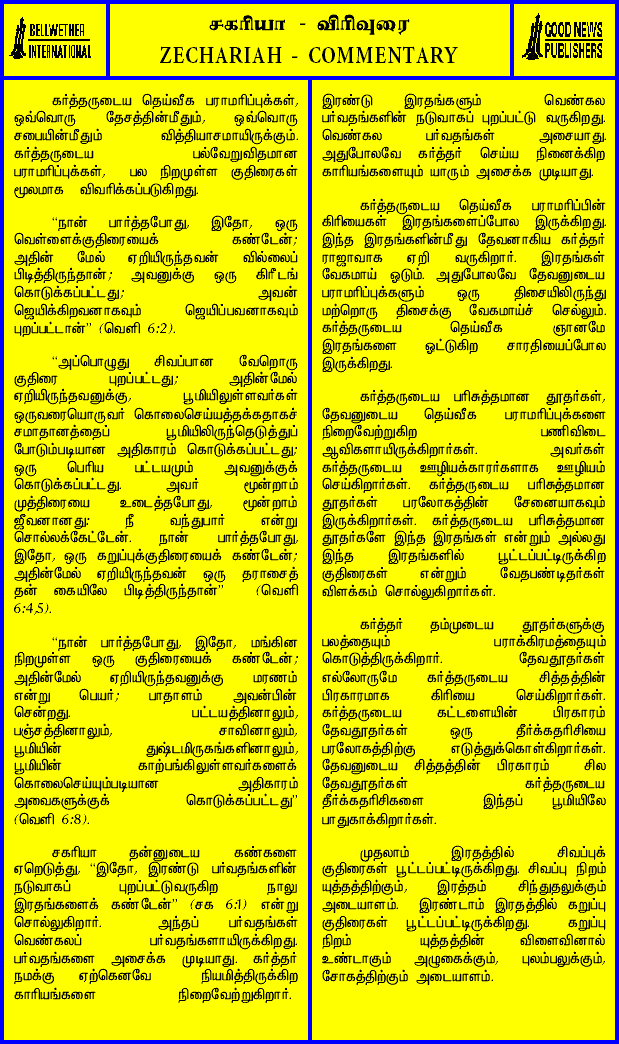 BELLWETHER
INTERNATIONAL
சகரியா - விரிவுரை
ZECHARIAH - COMMENTARY
GOOD NEWS
PUBLISHERS
கர்த்தருடைய தெய்வீக பராமரிப்புக்கள்,
ஒவ்வொரு தேசத்தின்மீதும், ஒவ்வொரு
சபையின்மீதும் வித்தியாசமாயிருக்கும்.
கர்த்தருடைய பல்வேறுவிதமான
பராமரிப்புக்கள், பல நிறமுள்ள குதிரைகள்
மூலமாக விவரிக்கப்படுகிறது.
“நான் பார்த்தபோது, இதோ, ஒரு
வெள்ளைக்குதிரையைக் கண்டேன்;
அதின் மேல் ஏறியிருந்தவன் வில்லைப்
பிடித்திருந்தான்; அவனுக்கு ஒரு கிரீடங்
கொடுக்கப்பட்டது; அவன்
ஜெயிக்கிறவனாகவும் ஜெயிப்பவனாகவும்
புறப்பட்டான்” (வெளி 6:2).
“அப்பொழுது சிவப்பான வேறொரு
குதிரை புறப்பட்டது; அதின்மேல்
ஏறியிருந்தவனுக்கு, பூமியிலுள்ளவர்கள்
ஒருவரையொருவர் கொலைசெய்யத்தக்கதாகச்
சமாதானத்தைப் பூமியிலிருந்தெடுத்துப்
போடும்படியான அதிகாரம் கொடுக்கப்பட்டது;
ஒரு பெரிய பட்டயமும் அவனுக்குக்
கொடுக்கப்பட்டது. அவர் மூன்றாம்
முத்திரையை உடைத்தபோது, மூன்றாம்
ஜீவனானது: நீ வந்துபார் என்று
சொல்லக்கேட்டேன். நான் பார்த்தபோது,
இதோ, ஒரு கறுப்புக்குதிரையைக் கண்டேன்;
அதின்மேல் ஏறியிருந்தவன் ஒரு தராசைத்
தன் கையிலே பிடித்திருந்தான்” (வெளி
6:4,5).
“நான் பார்த்தபோது, இதோ, மங்கின
நிறமுள்ள ஒரு குதிரையைக் கண்டேன்;
அதின்மேல் ஏறியிருந்தவனுக்கு மரணம்
என்று பெயர்; பாதாளம் அவன்பின்
சென்றது. பட்டயத்தினாலும்,
பஞ்சத்தினாலும், சாவினாலும்,
பூமியின் துஷ்டமிருகங்களினாலும்,
பூமியின் காற்பங்கிலுள்ளவர்களைக்
கொலைசெய்யும்படியான அதிகாரம்
அவைகளுக்குக் கொடுக்கப்பட்டது”
(வெளி 6:8).
சகரியா தன்னுடைய கண்களை
ஏறெடுத்து, “இதோ, இரண்டு பர்வதங்களின்
நடுவாகப் புறப்பட்டுவருகிற நாலு
இரதங்களைக் கண்டேன்” (சக 6:1) என்று
சொல்லுகிறார். அந்தப் பர்வதங்கள்
வெண்கலப் பர்வதங்களாயிருக்கிறது.
பர்வதங்களை அசைக்க முடியாது. கர்த்தர்
நமக்கு ஏற்கெனவே நியமித்திருக்கிற
காரியங்களை நிறைவேற்றுகிறார்.
இரண்டு இரதங்களும் வெண்கல
பர்வதங்களின் நடுவாகப் புறப்பட்டு வருகிறது.
வெண்கல பர்வதங்கள் அசையாது.
அதுபோலவே கர்த்தர் செய்ய நினைக்கிற
காரியங்களையும் யாரும் அசைக்க முடியாது.
கர்த்தருடைய தெய்வீக பராமரிப்பின்
கிரியைகள் இரதங்களைப்போல இருக்கிறது.
இந்த இரதங்களின்மீது தேவனாகிய கர்த்தர்
ராஜாவாக ஏறி வருகிறார். இரதங்கள்
வேகமாய் ஓடும். அதுபோலவே தேவனுடைய
பராமரிப்புக்களும் ஒரு திசையிலிருந்து
மற்றொரு திசைக்கு வேகமாய்ச் செல்லும்.
கர்த்தருடைய தெய்வீக ஞானமே
இரதங்களை ஓட்டுகிற சாரதியைப்போல
இருக்கிறது.
கர்த்தருடைய பரிசுத்தமான தூதர்கள்,
தேவனுடைய தெய்வீக பராமரிப்புக்களை
நிறைவேற்றுகிற பணிவிடை
ஆவிகளாயிருக்கிறார்கள். அவர்கள்
கர்த்தருடைய ஊழியக்காரர்களாக ஊழியம்
செய்கிறார்கள். கர்த்தருடைய பரிசுத்தமான
தூதர்கள் பரலோகத்தின் சேனையாகவும்
இருக்கிறார்கள். கர்த்தருடைய பரிசுத்தமான
தூதர்களே இந்த இரதங்கள் என்றும் அல்லது
இந்த இரதங்களில் பூட்டப்பட்டிருக்கிற
குதிரைகள் என்றும் வேதபண்டிதர்கள்
விளக்கம் சொல்லுகிறார்கள்.
கர்த்தர் தம்முடைய தூதர்களுக்கு
பலத்தையும் பராக்கிரமத்தையும்
கொடுத்திருக்கிறார். தேவதூதர்கள்
எல்லோருமே கர்த்தருடைய சித்தத்தின்
பிரகாரமாக கிரியை செய்கிறார்கள்.
கர்த்தருடைய கட்டளையின் பிரகாரம்
தேவதூதர்கள் ஒரு தீர்க்கதரிசியை
பரலோகத்திற்கு எடுத்துக்கொள்கிறார்கள்.
தேவனுடைய சித்தத்தின் பிரகாரம் சில
தேவதூதர்கள் கர்த்தருடைய
தீர்க்கதரிசிகளை இந்தப் பூமியிலே
பாதுகாக்கிறார்கள்.
முதலாம் இரதத்தில் சிவப்புக்
குதிரைகள் பூட்டப்பட்டிருக்கிறது. சிவப்பு நிறம்
யுத்தத்திற்கும், இரத்தம் சிந்துதலுக்கும்
அடையாளம். இரண்டாம் இரதத்தில் கறுப்பு
குதிரைகள் பூட்டப்பட்டிருக்கிறது. கறுப்பு
நிறம் யுத்தத்தின் விளைவினால்
உண்டாகும் அழுகைக்கும், புலம்பலுக்கும்,
சோகத்திற்கும் அடையாளம்.